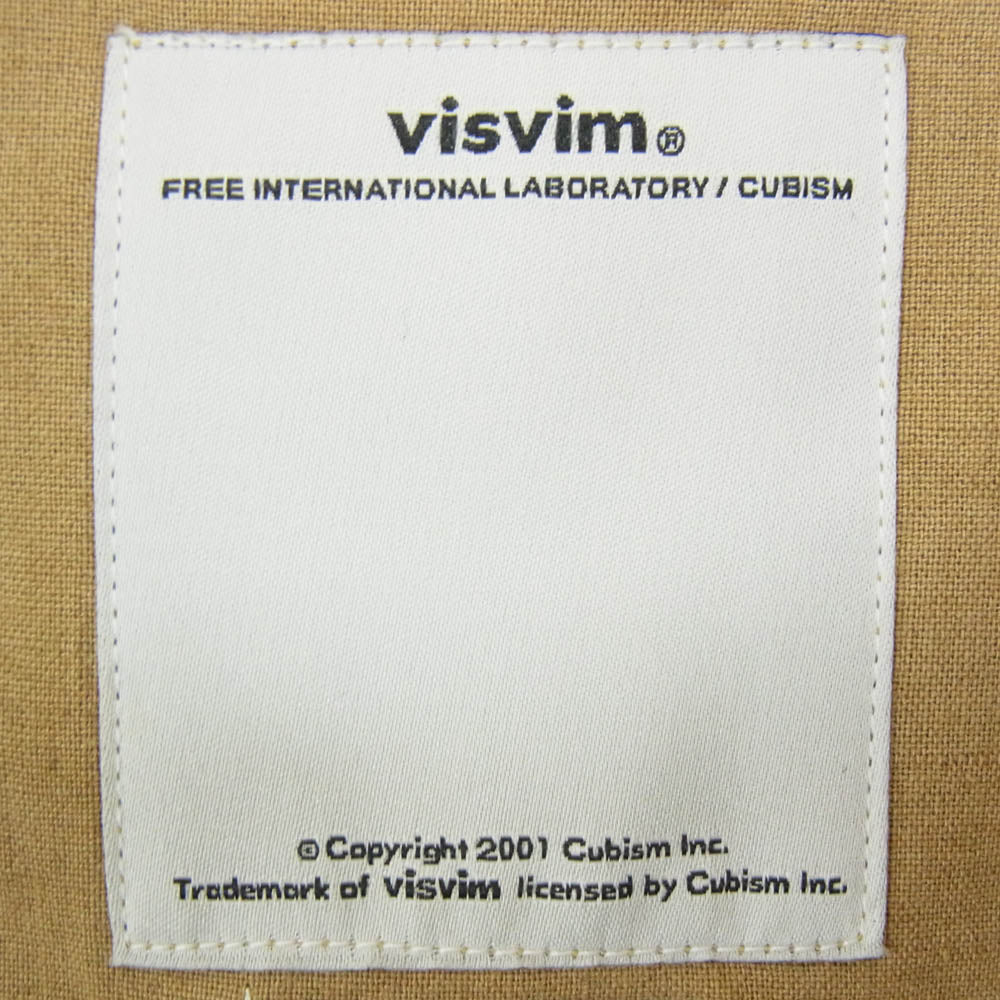 visvim®
FREE INTERNATIONAL LABORATORY / CUBISM
© Copyright 2001 Cubism Inc.
Trademark of visvim licensed by Cubism Inc.